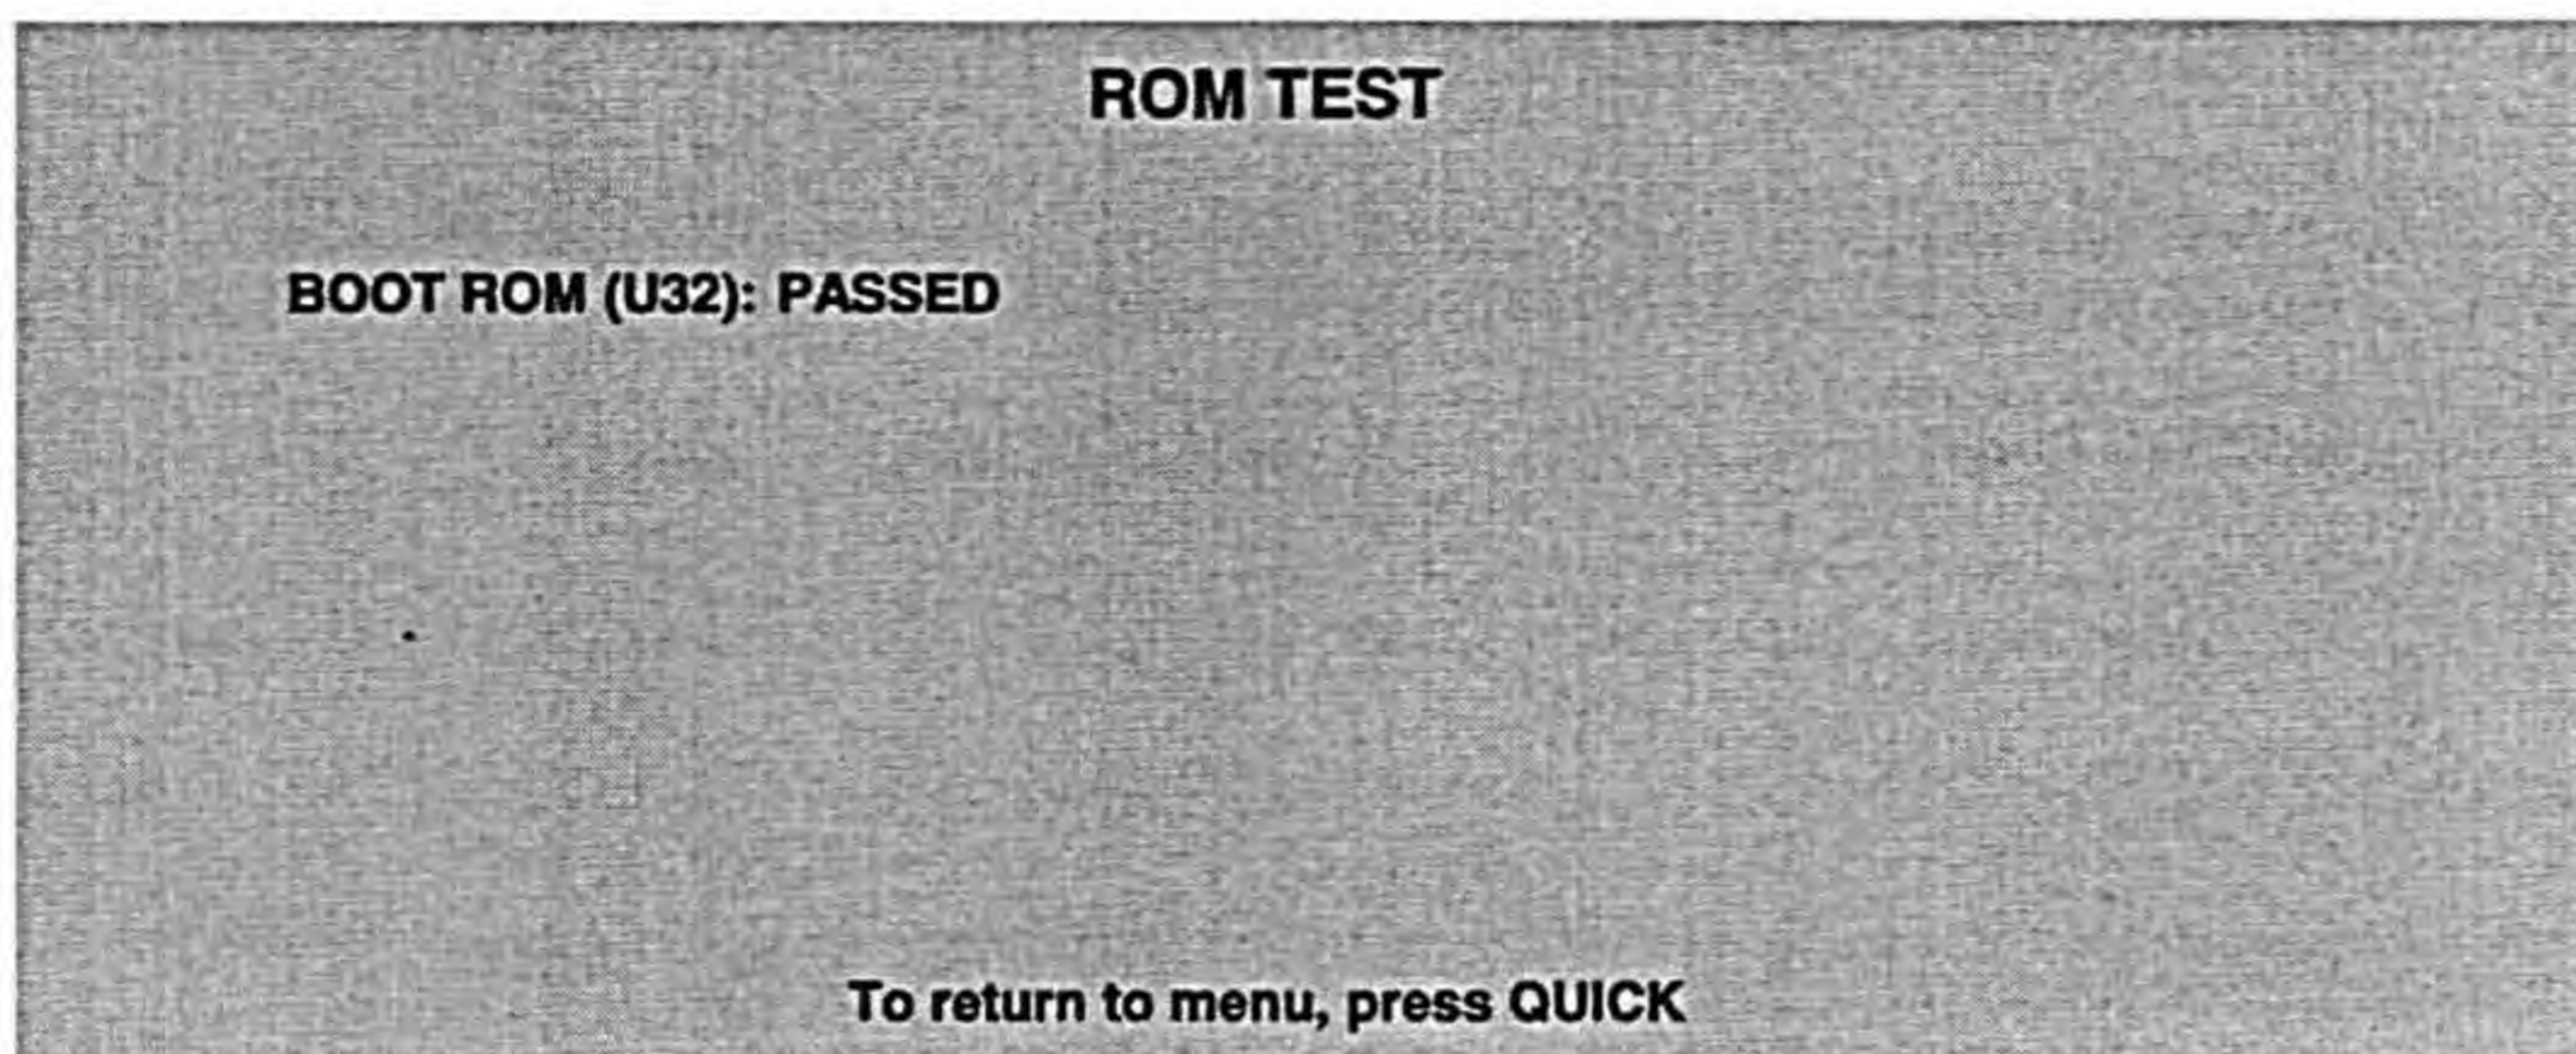 ROM TEST
BOOT ROM (U32): PASSED
To return to menu, press QUICK